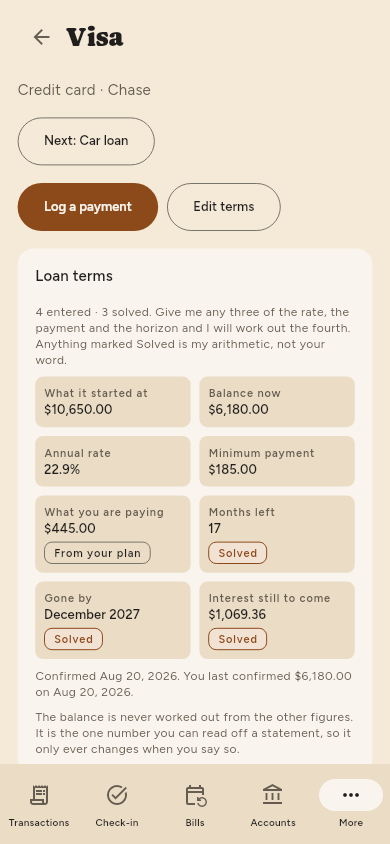 Visa
Credit card · Chase
Next: Car loan
Log a payment
Edit terms
Loan terms
4 entered · 3 solved. Give me any three of the rate, the
payment and the horizon and I will work out the fourth.
Anything marked Solved is my arithmetic, not your
word.
What it started at
$10,650.00
Balance now
$6,180.00
Annual rate
22.9%
Minimum payment
$185.00
What you are paying
$445.00
From your plan
Months left
17
Solved
Gone by
December 2027
Solved
Interest still to come
$1,069.36
Solved
Confirmed Aug 20, 2026. You last confirmed $6,180.00
on Aug 20, 2026.
The balance is never worked out from the other figures.
It is the one number you can read off a statement, so it
only ever changes when you say so.
Transactions
Check-in
Bills
Accounts
More